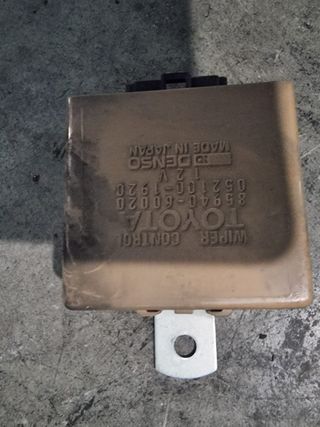 WIPER CONTROL
TOYOTA
85940-60020
052100-1920
12V
DENSO
MADE IN JAPAN